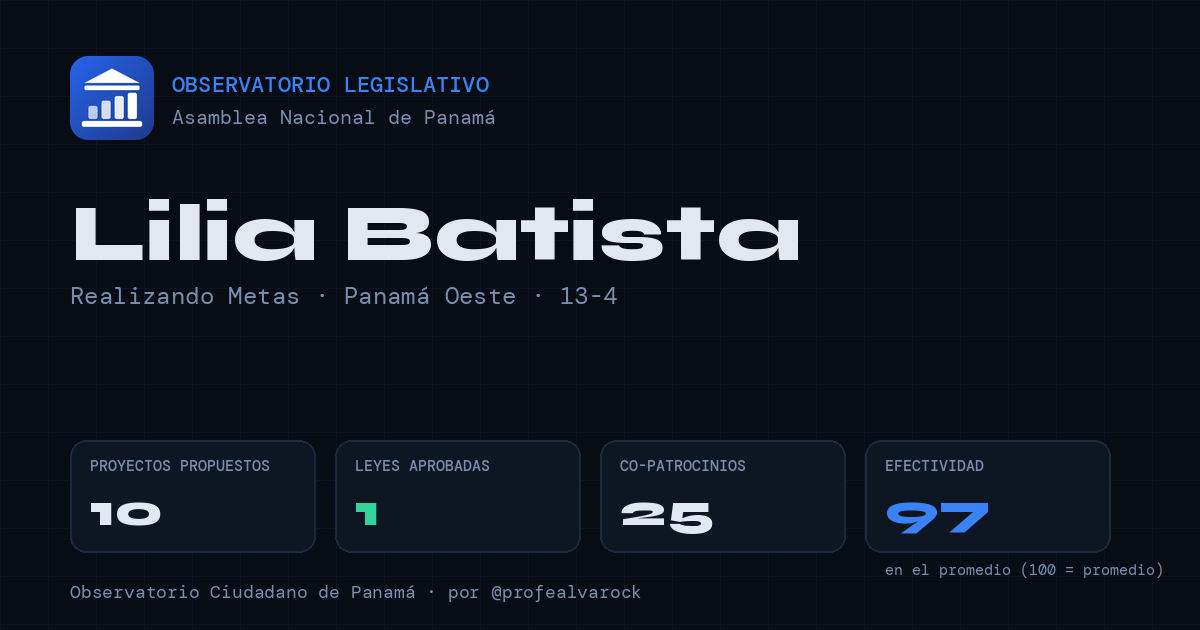 OBSERVATORIO LEGISLATIVO
Asamblea Nacional de Panamá
Lilia Batista
Realizando Metas · Panamá Oeste · 13-4
PROYECTOS PROPUESTOS
10
LEYES APROBADAS
1
CO-PATROCINIOS
25
EFECTIVIDAD
97
en el promedio (100 = promedio)
Observatorio Ciudadano de Panamá · por @profealvarock